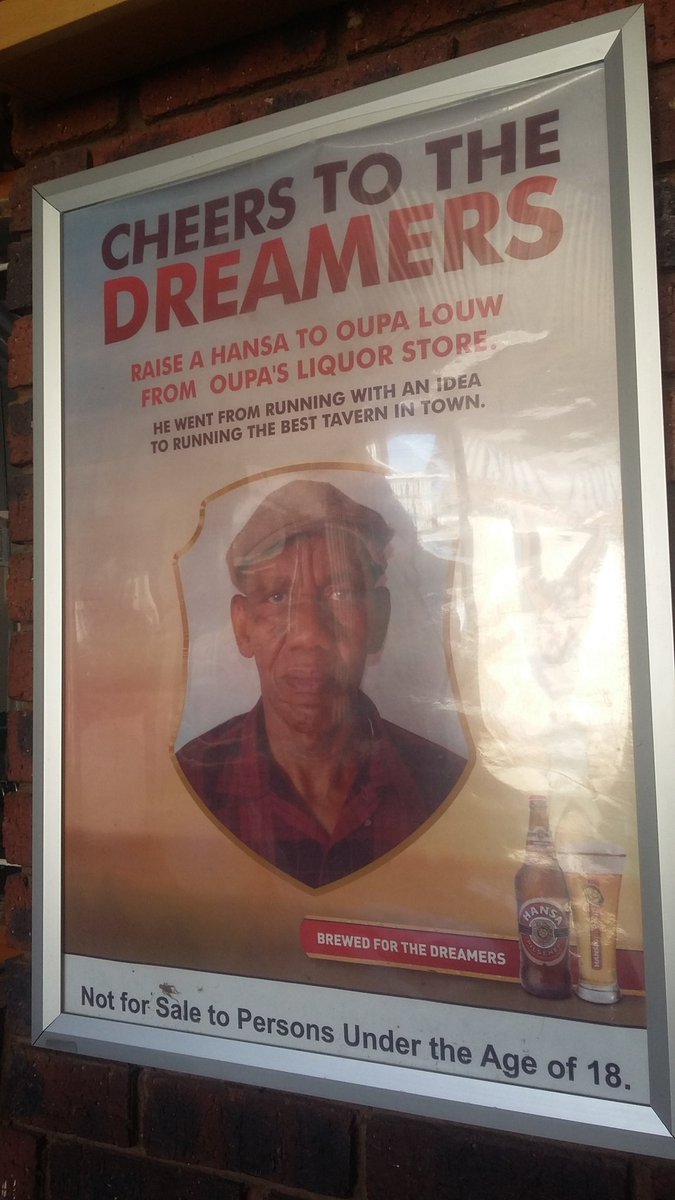 CHEERS TO THE
DREAMERS
RAISE A HANSA TO OUPA LOUW
FROM OUPA'S LIQUOR STORE.
HE WENT FROM RUNNING WITH AN IDEA
TO RUNNING THE BEST TAVERN IN TOWN.
HANSA
PILSENER
HANSA
BREWED FOR THE DREAMERS
Not for Sale to Persons Under the Age of 18.